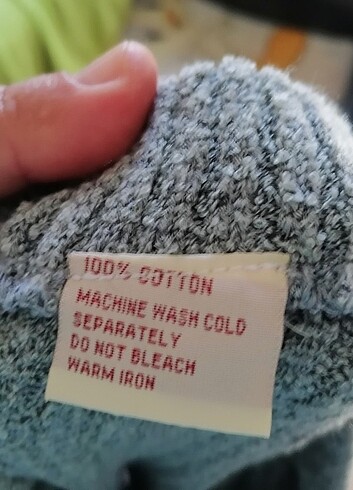 100% COTTON
MACHINE WASH COLD
SEPARATELY
DO NOT BLEACH
WARM IRON